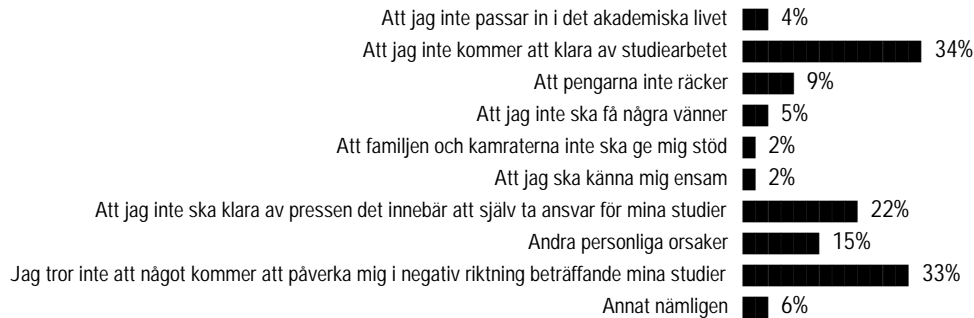 Att jag inte passar in i det akademiska livet 4%
Att jag inte kommer att klara av studiearbetet 34%
Att pengarna inte räcker 9%
Att jag inte ska få några vänner 5%
Att familjen och kamraterna inte ska ge mig stöd 2%
Att jag ska känna mig ensam 2%
Att jag inte ska klara av pressen det innebär att själv ta ansvar för mina studier 22%
Andra personliga orsaker 15%
Jag tror inte att något kommer att påverka mig i negativ riktning beträffande mina studier 33%
Annat nämligen 6%